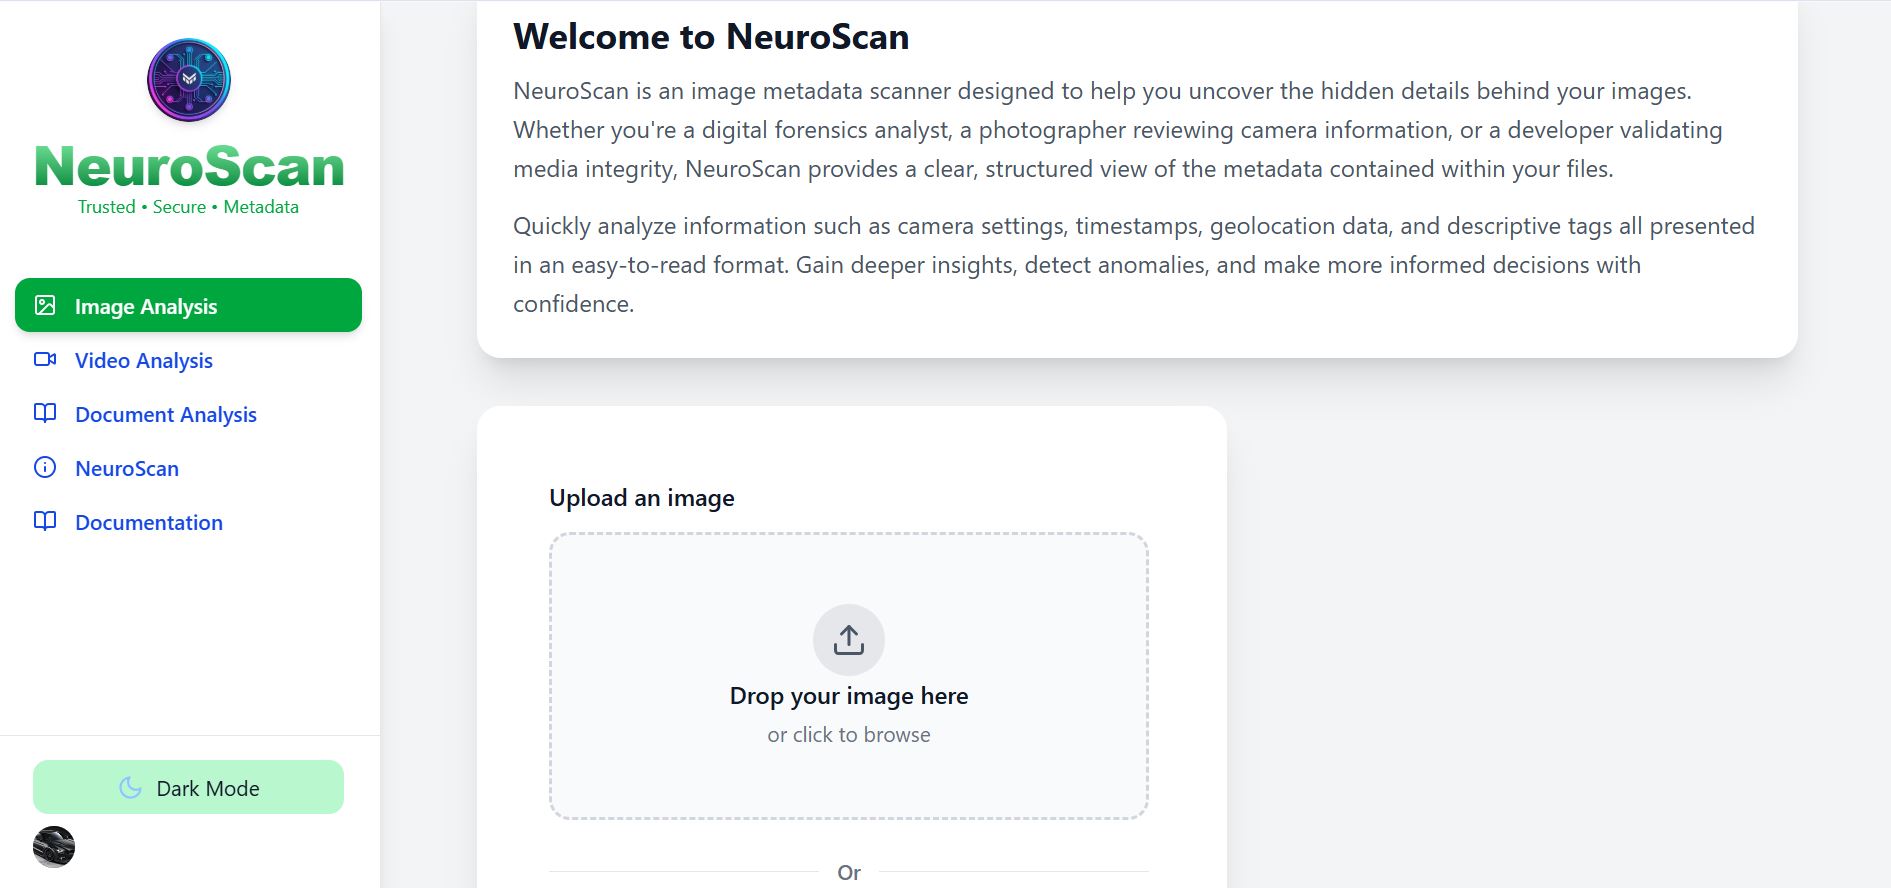 NeuroScan
Trusted • Secure • Metadata
Image Analysis
Video Analysis
Document Analysis
NeuroScan
Documentation
Dark Mode
Welcome to NeuroScan
NeuroScan is an image metadata scanner designed to help you uncover the hidden details behind your images.
Whether you're a digital forensics analyst, a photographer reviewing camera information, or a developer validating
media integrity, NeuroScan provides a clear, structured view of the metadata contained within your files.
Quickly analyze information such as camera settings, timestamps, geolocation data, and descriptive tags all presented
in an easy-to-read format. Gain deeper insights, detect anomalies, and make more informed decisions with
confidence.
Upload an image
Drop your image here
or click to browse
Or